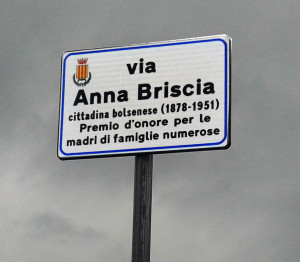 via
Anna Briscia
cittadina bolsenese (1878-1951)
Premio d'onore per le
madri di famiglie numerose